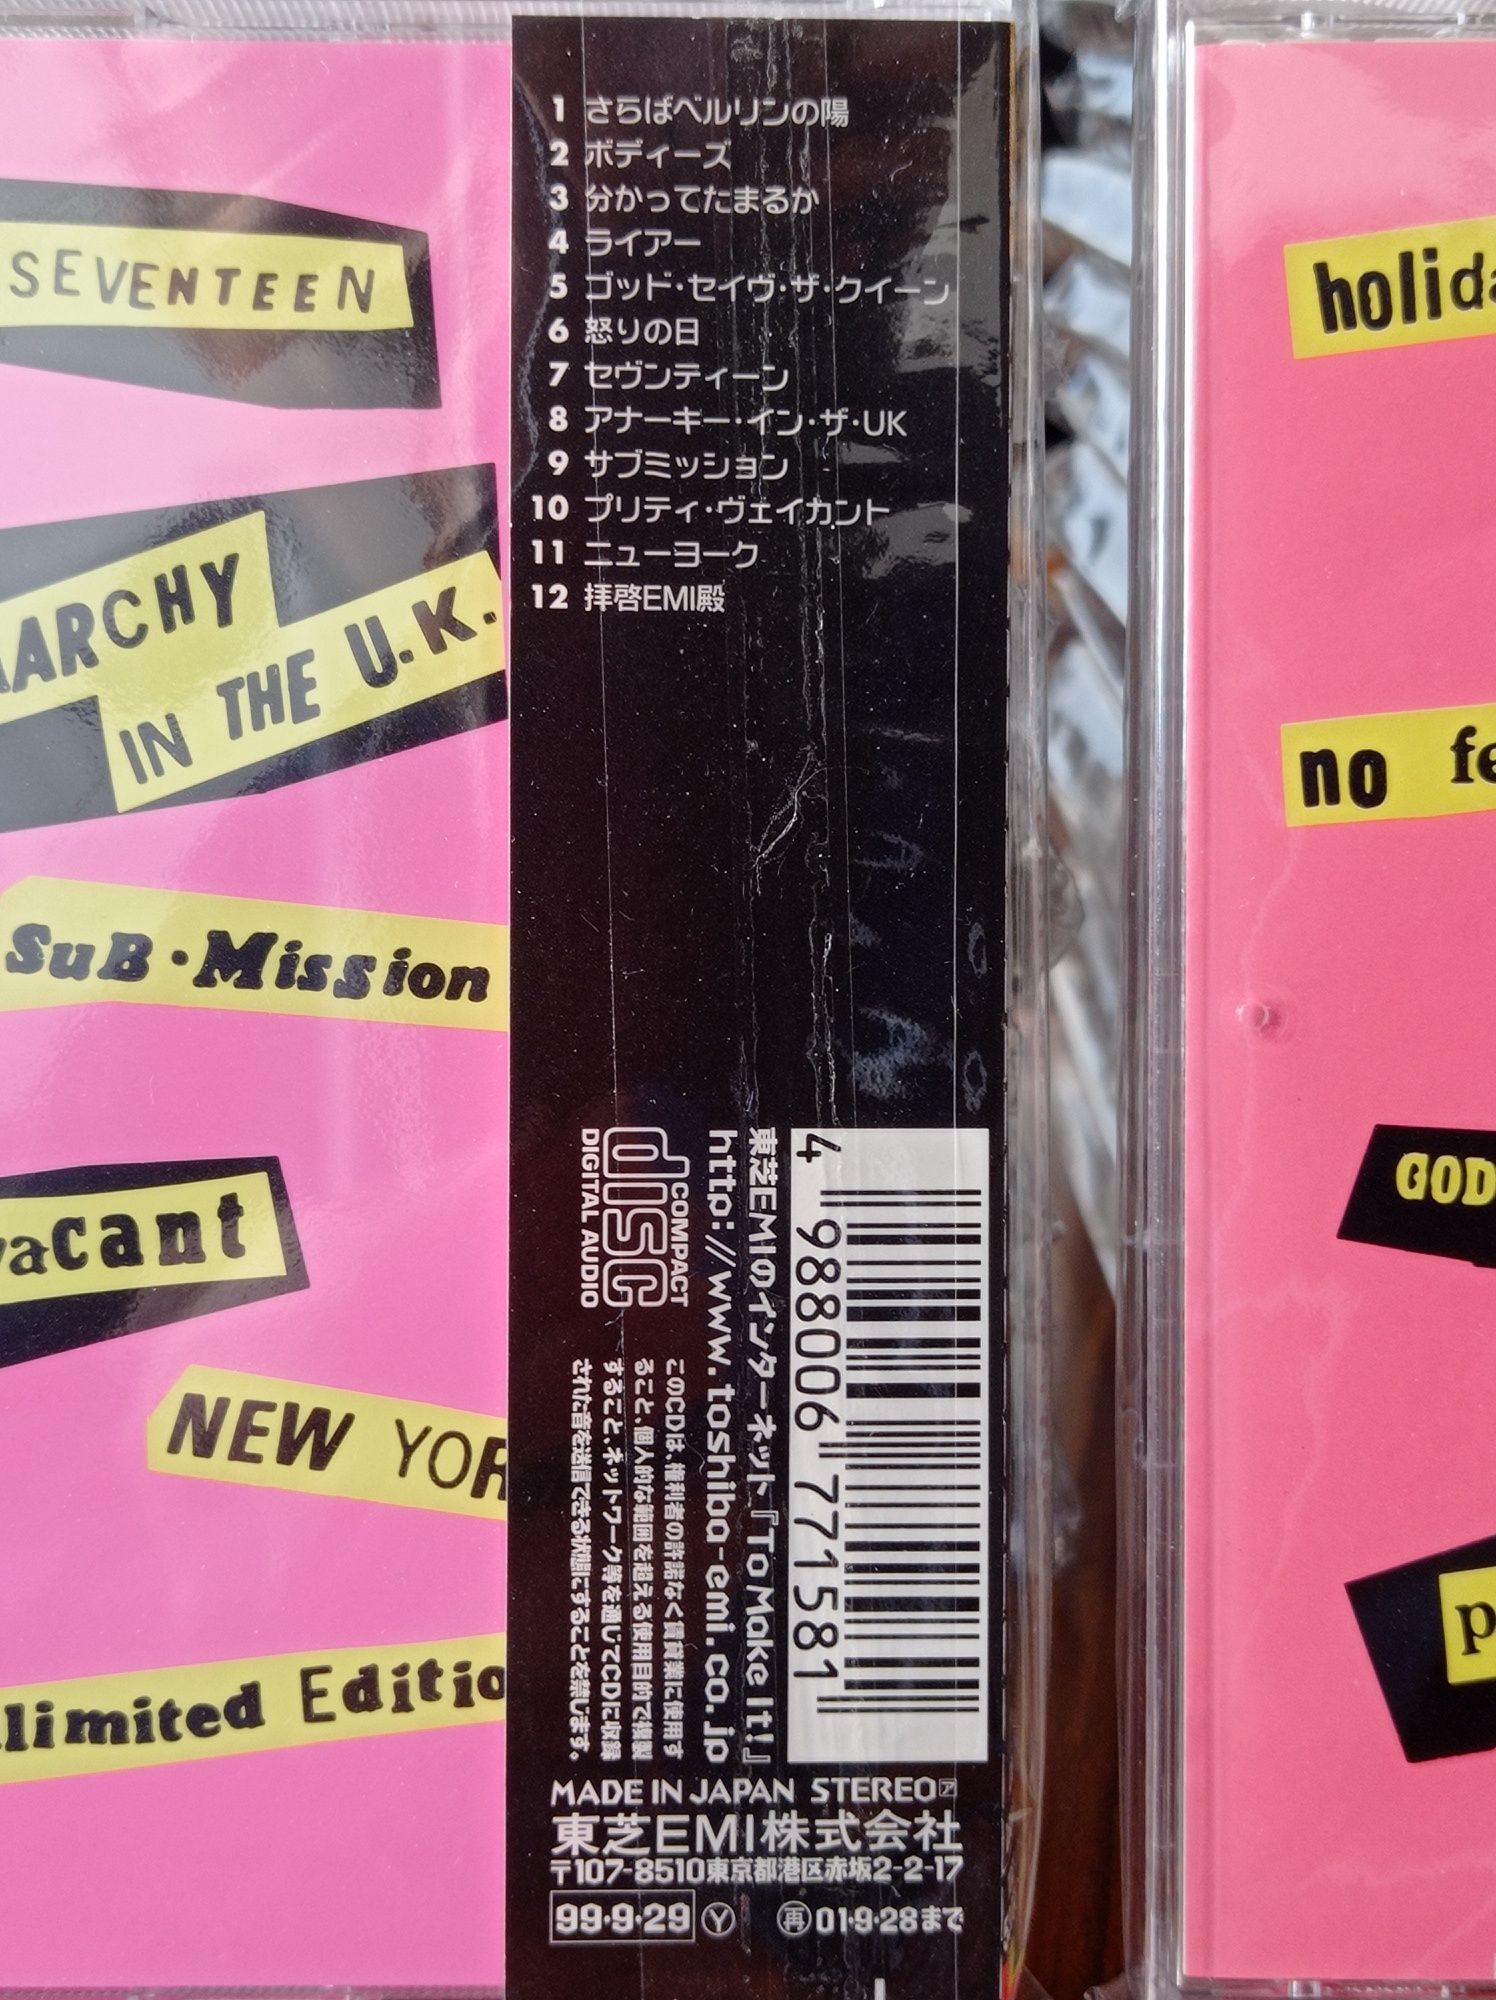 SEVENTEEN
ARCHY
IN THE U.K.
SuB·Mission
vacant
NEW YOR
limited Editio
1 さらばベルリンの陽
2 ボディーズ
3 分かってたまるか
4 ライアー
5 ゴッド·セイヴ·ザ·クイーン
6 怒りの日
7 セヴンティーン
8 アナーキー·イン·ザ·UK
9 サブミッション
10 プリティ·ヴェイカント
11 ニューヨーク
12 拝啓EMI殿
4 988006 771581
東芝EMIのインターネット『To Make It!』
http://www.toshiba-emi.co.jp
COMPACT
disc
DIGITAL AUDIO
このCDは、権利者の許諾なく賃貸業に使用す
ること、個人的な範囲を超える使用目的で複製
すること、ネットワーク等を通じてCDに収録
された音を送信できる状態にすることを禁じます。
MADE IN JAPAN STEREO ア
東芝EMI株式会社
〒107-8510東京都港区赤坂2-2-17
99·9·29 Ⓨ 再 01·9·28まで
holida
no fe
GOD
p